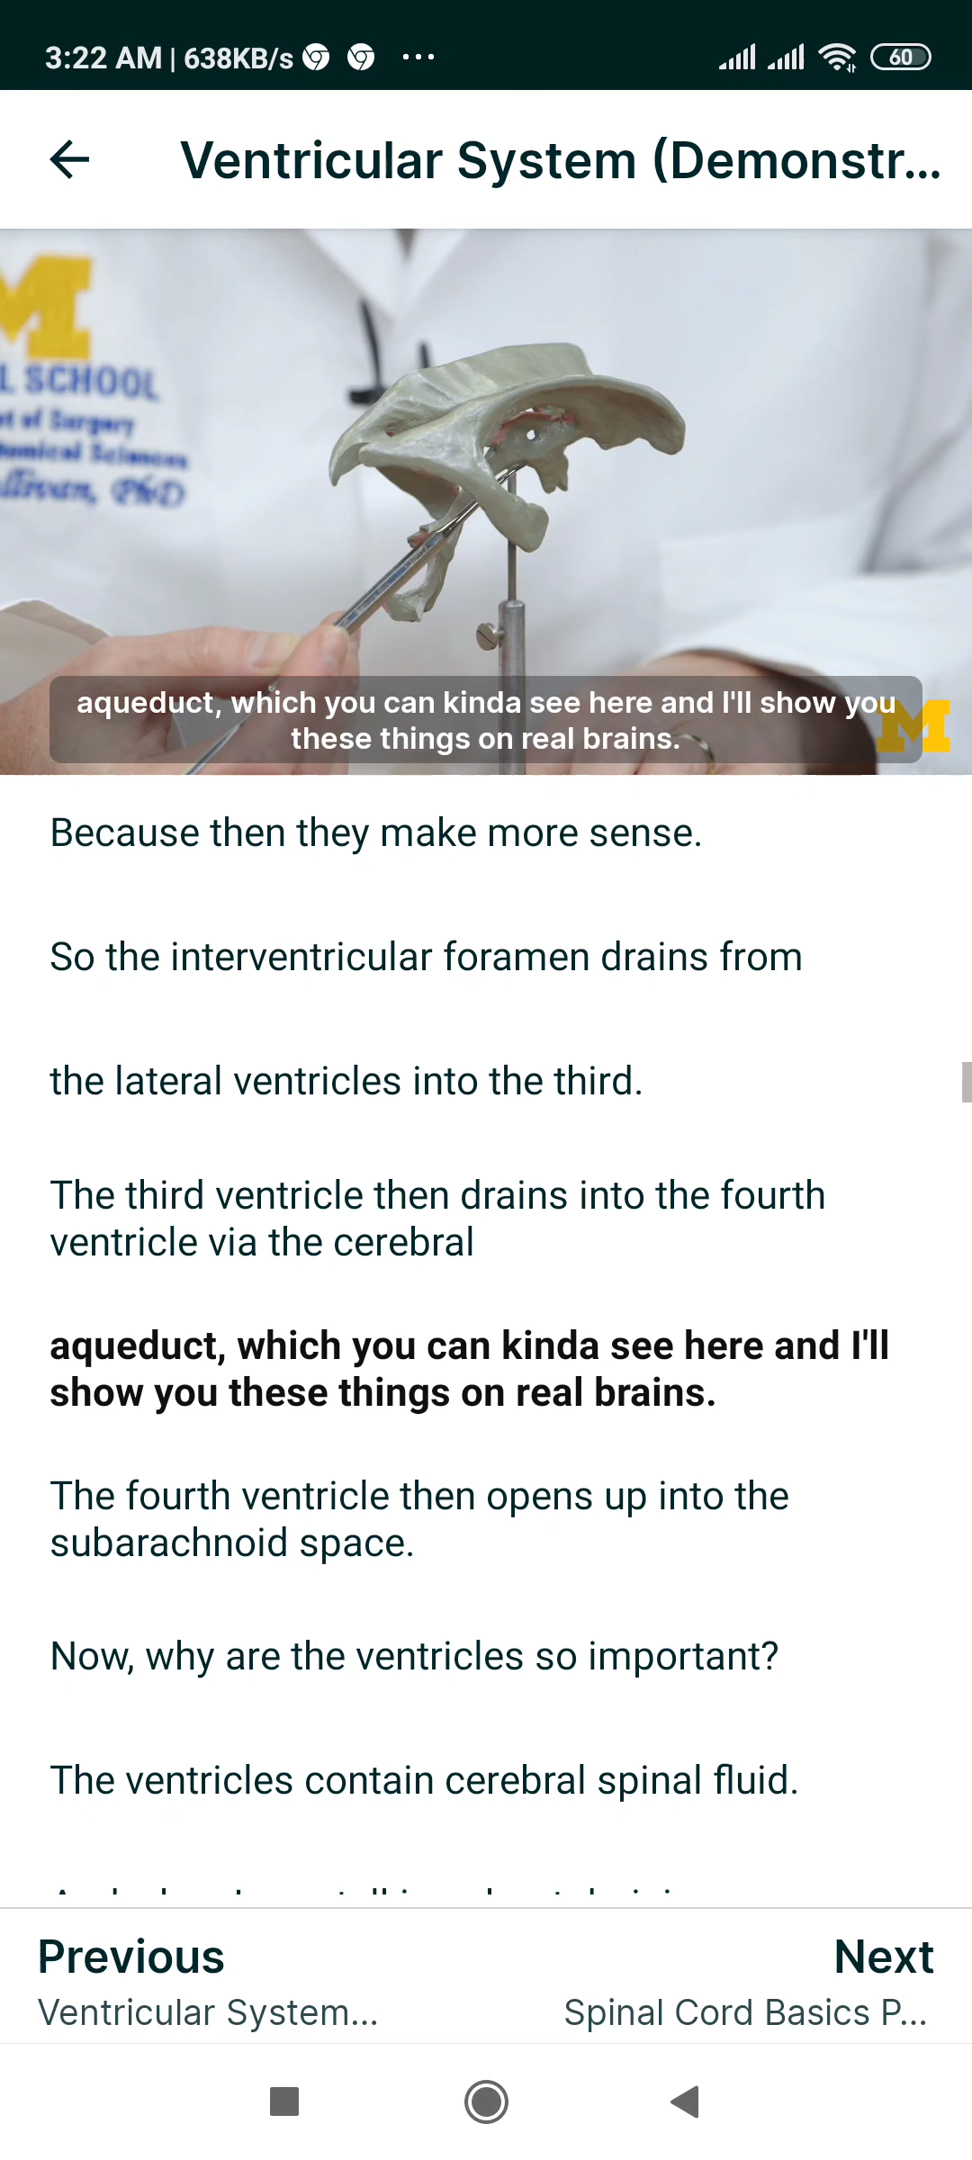 3:22 AM | 638KB/s ...
60
Ventricular System (Demonstr...
M
L SCHOOL
of Surgery
Sciences
PhD
aqueduct, which you can kinda see here and I'll show you
these things on real brains.
M
Because then they make more sense.
So the interventricular foramen drains from
the lateral ventricles into the third.
The third ventricle then drains into the fourth
ventricle via the cerebral
aqueduct, which you can kinda see here and I'll
show you these things on real brains.
The fourth ventricle then opens up into the
subarachnoid space.
Now, why are the ventricles so important?
The ventricles contain cerebral spinal fluid.
Previous
Next
Ventricular System...
Spinal Cord Basics P...